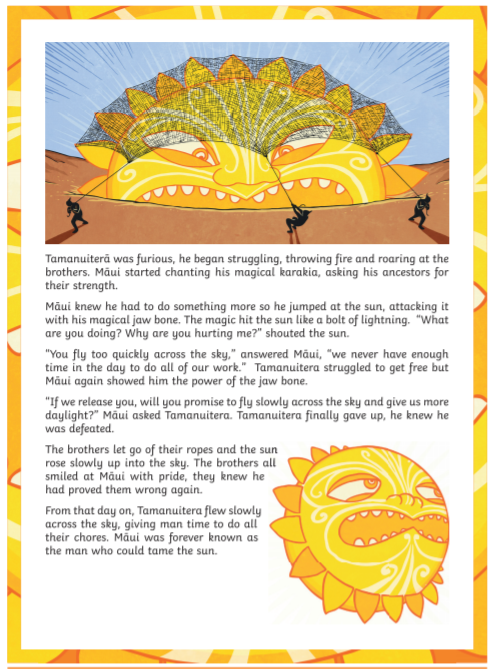 Tamanuiterā was furious, he began struggling, throwing fire and roaring at the
brothers. Māui started chanting his magical karakia, asking his ancestors for
their strength.
Māui knew he had to do something more so he jumped at the sun, attacking it
with his magical jaw bone. The magic hit the sun like a bolt of lightning. “What
are you doing? Why are you hurting me?” shouted the sun.
“You fly too quickly across the sky,” answered Māui, “we never have enough
time in the day to do all of our work.” Tamanuitera struggled to get free but
Māui again showed him the power of the jaw bone.
“If we release you, will you promise to fly slowly across the sky and give us more
daylight?” Māui asked Tamanuitera. Tamanuitera finally gave up, he knew he
was defeated.
The brothers let go of their ropes and the sun
rose slowly up into the sky. The brothers all
smiled at Māui with pride, they knew he
had proved them wrong again.
From that day on, Tamanuitera flew slowly
across the sky, giving man time to do all
their chores. Māui was forever known as
the man who could tame the sun.